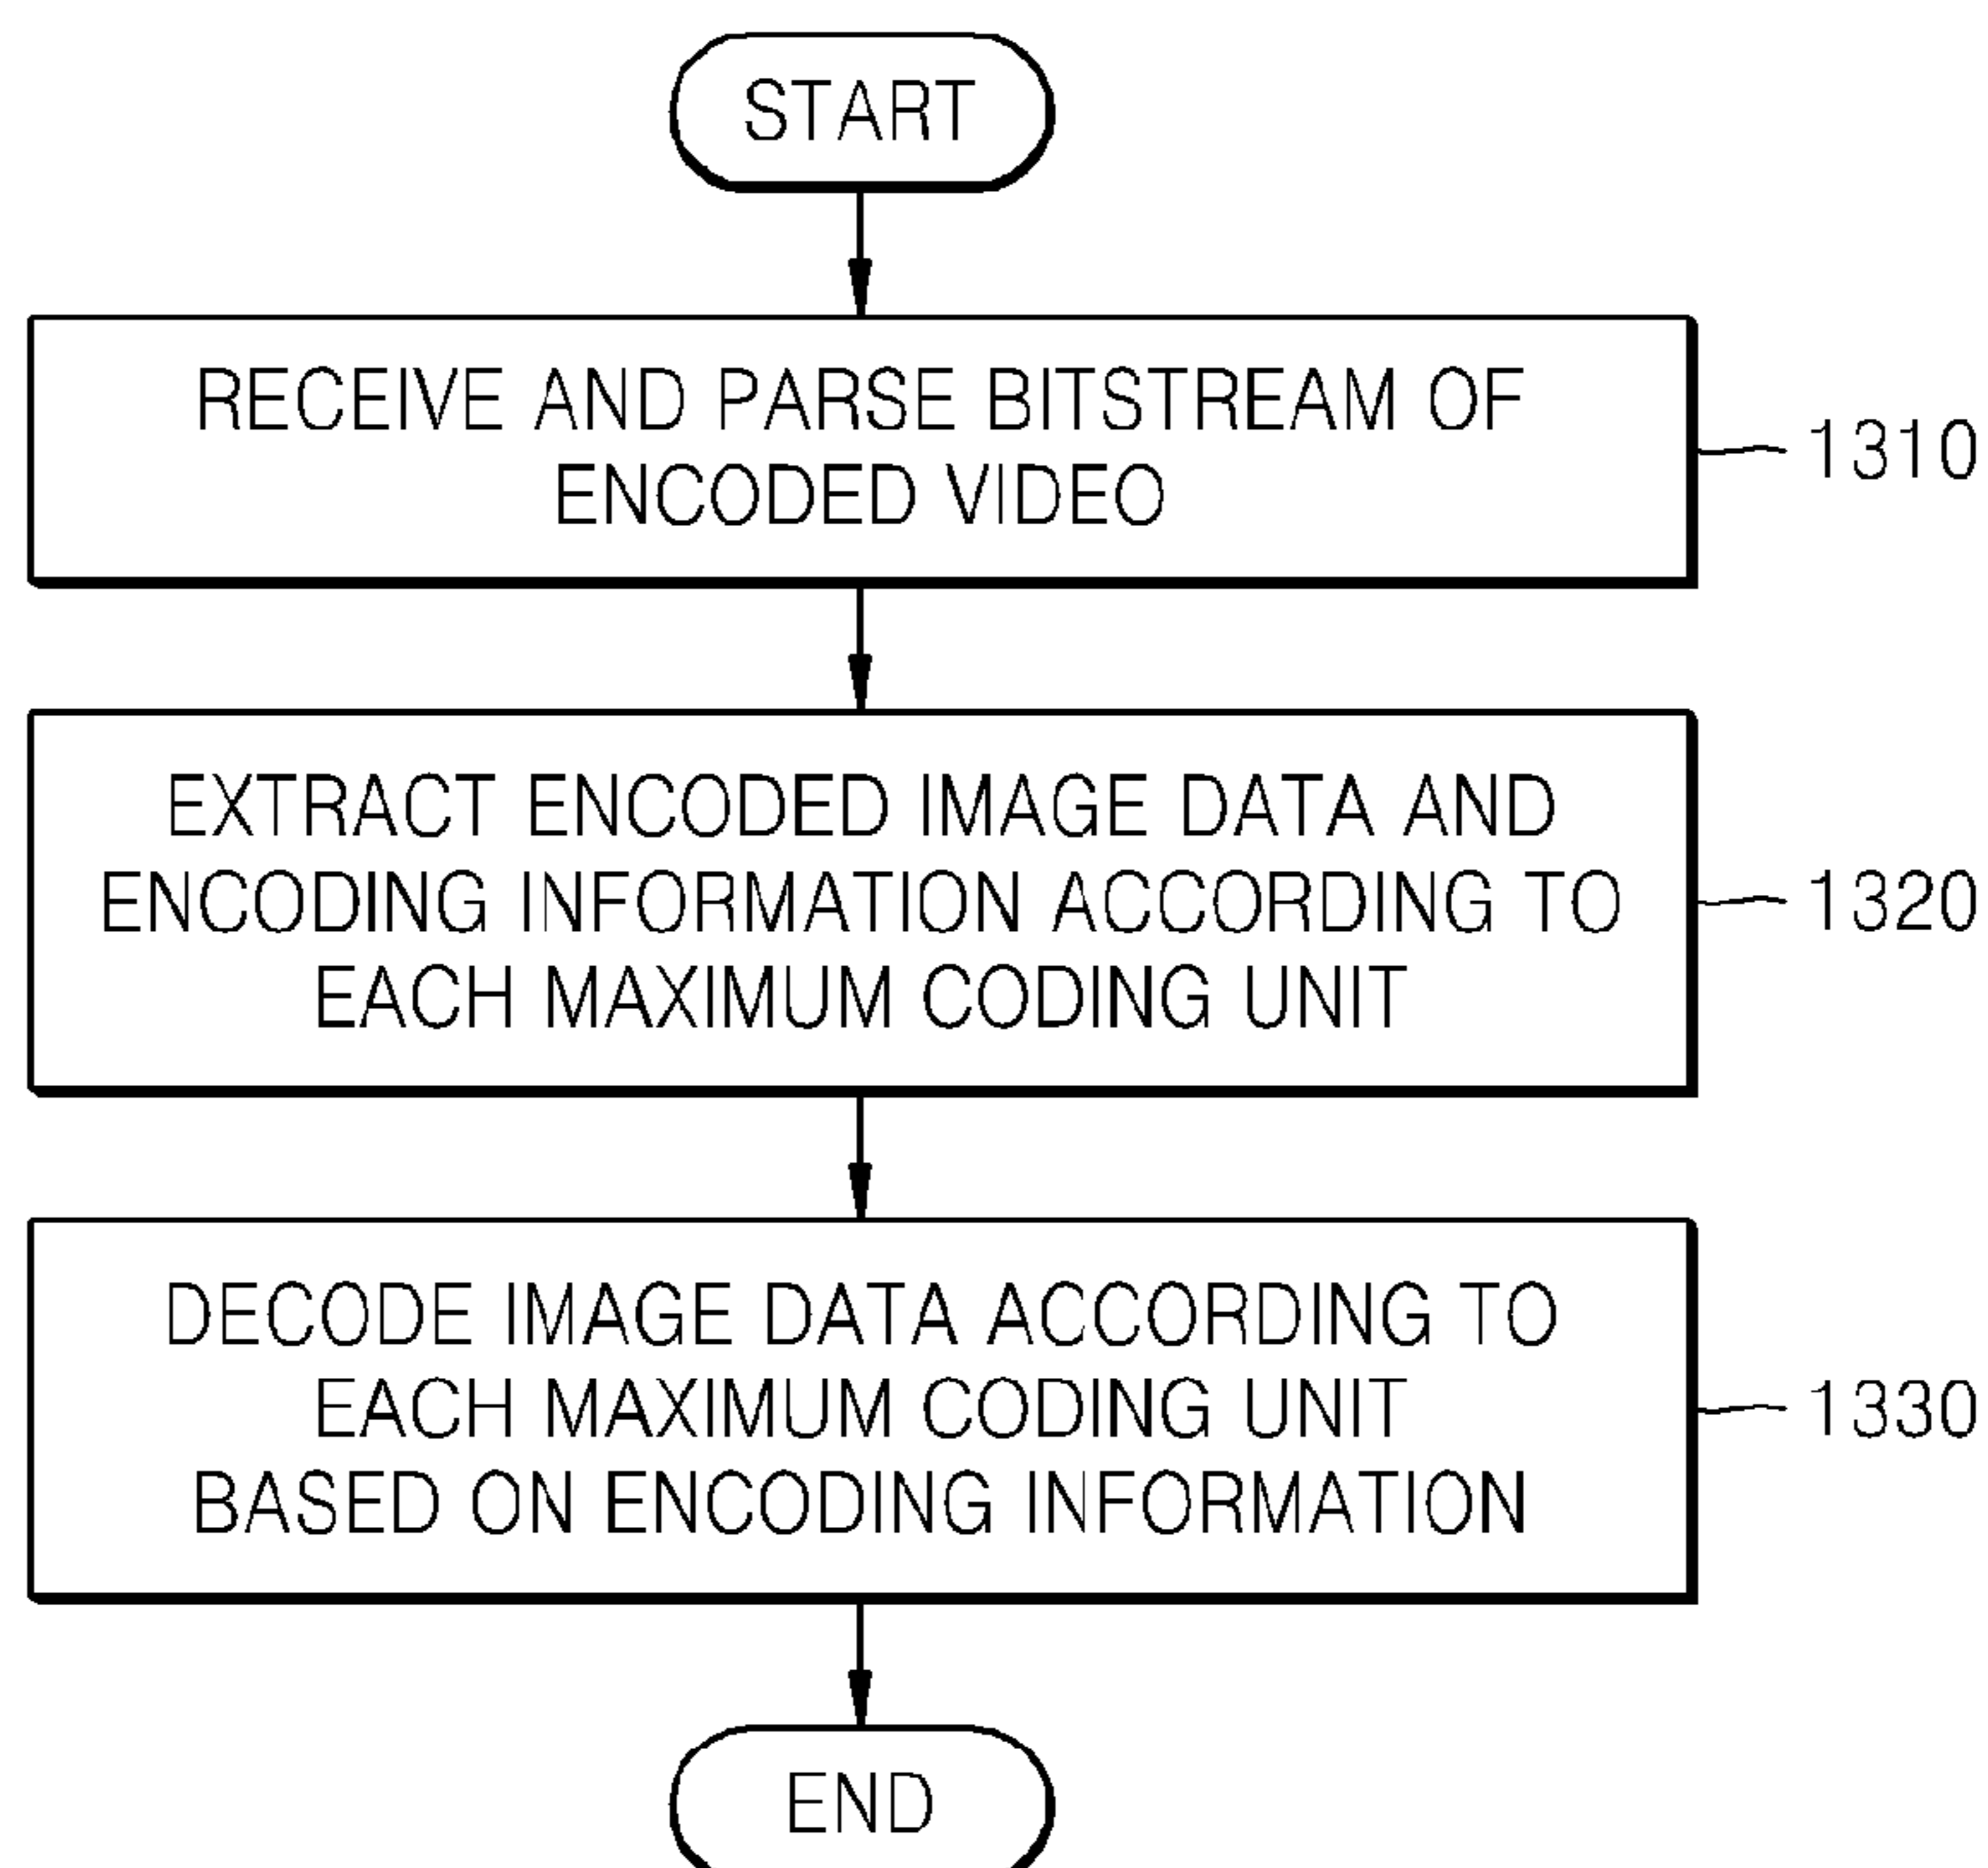 START
RECEIVE AND PARSE BITSTREAM OF
ENCODED VIDEO
1310
EXTRACT ENCODED IMAGE DATA AND
ENCODING INFORMATION ACCORDING TO
EACH MAXIMUM CODING UNIT
1320
DECODE IMAGE DATA ACCORDING TO
EACH MAXIMUM CODING UNIT
BASED ON ENCODING INFORMATION
1330
END